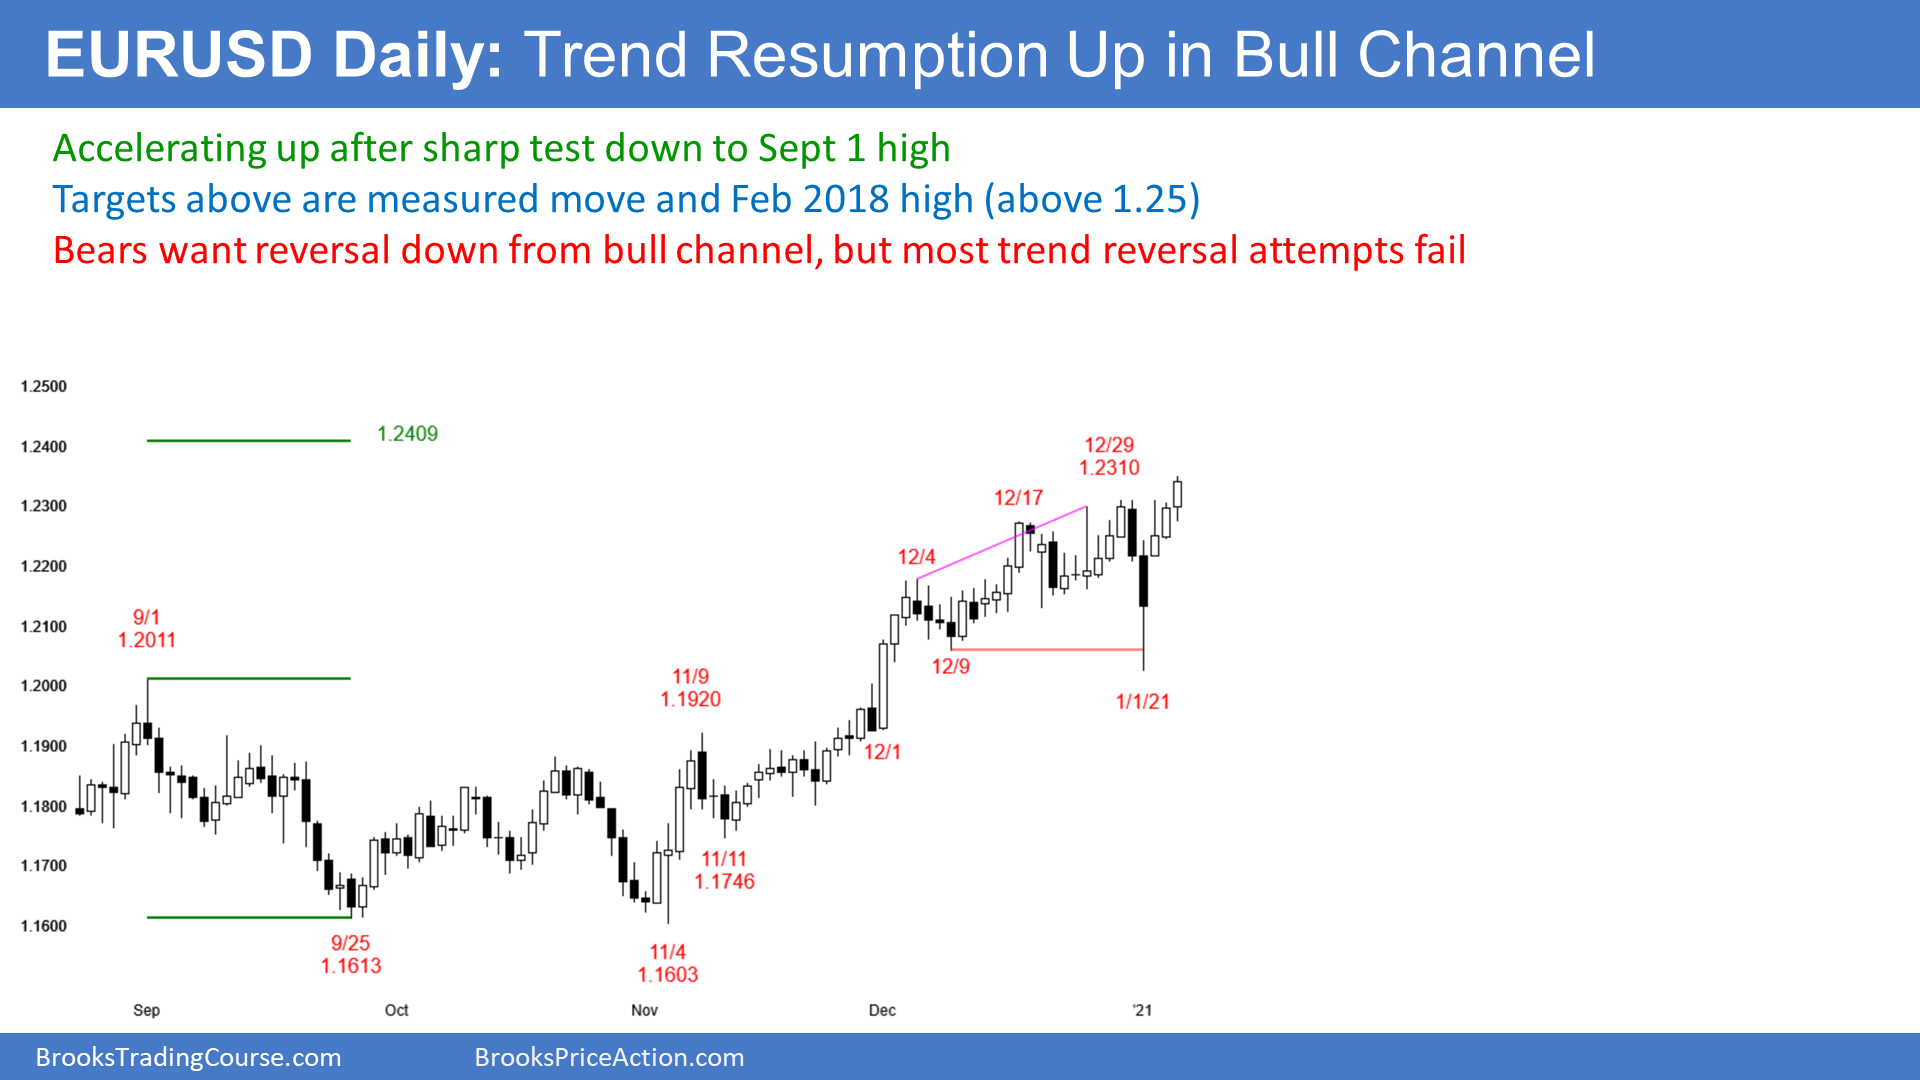 EURUSD Daily: Trend Resumption Up in Bull Channel
Accelerating up after sharp test down to Sept 1 high
Targets above are measured move and Feb 2018 high (above 1.25)
Bears want reversal down from bull channel, but most trend reversal attempts fail
1.2500
1.2400
1.2300
1.2200
1.2100
1.2000
1.1900
1.1800
1.1700
1.1600
1.2409
9/1
1.2011
9/25
1.1613
11/9
1.1920
11/11
1.1746
11/4
1.1603
12/1
12/4
12/9
12/17
12/29
1.2310
1/1/21
Sep
Oct
Nov
Dec
'21
BrooksTradingCourse.com
BrooksPriceAction.com